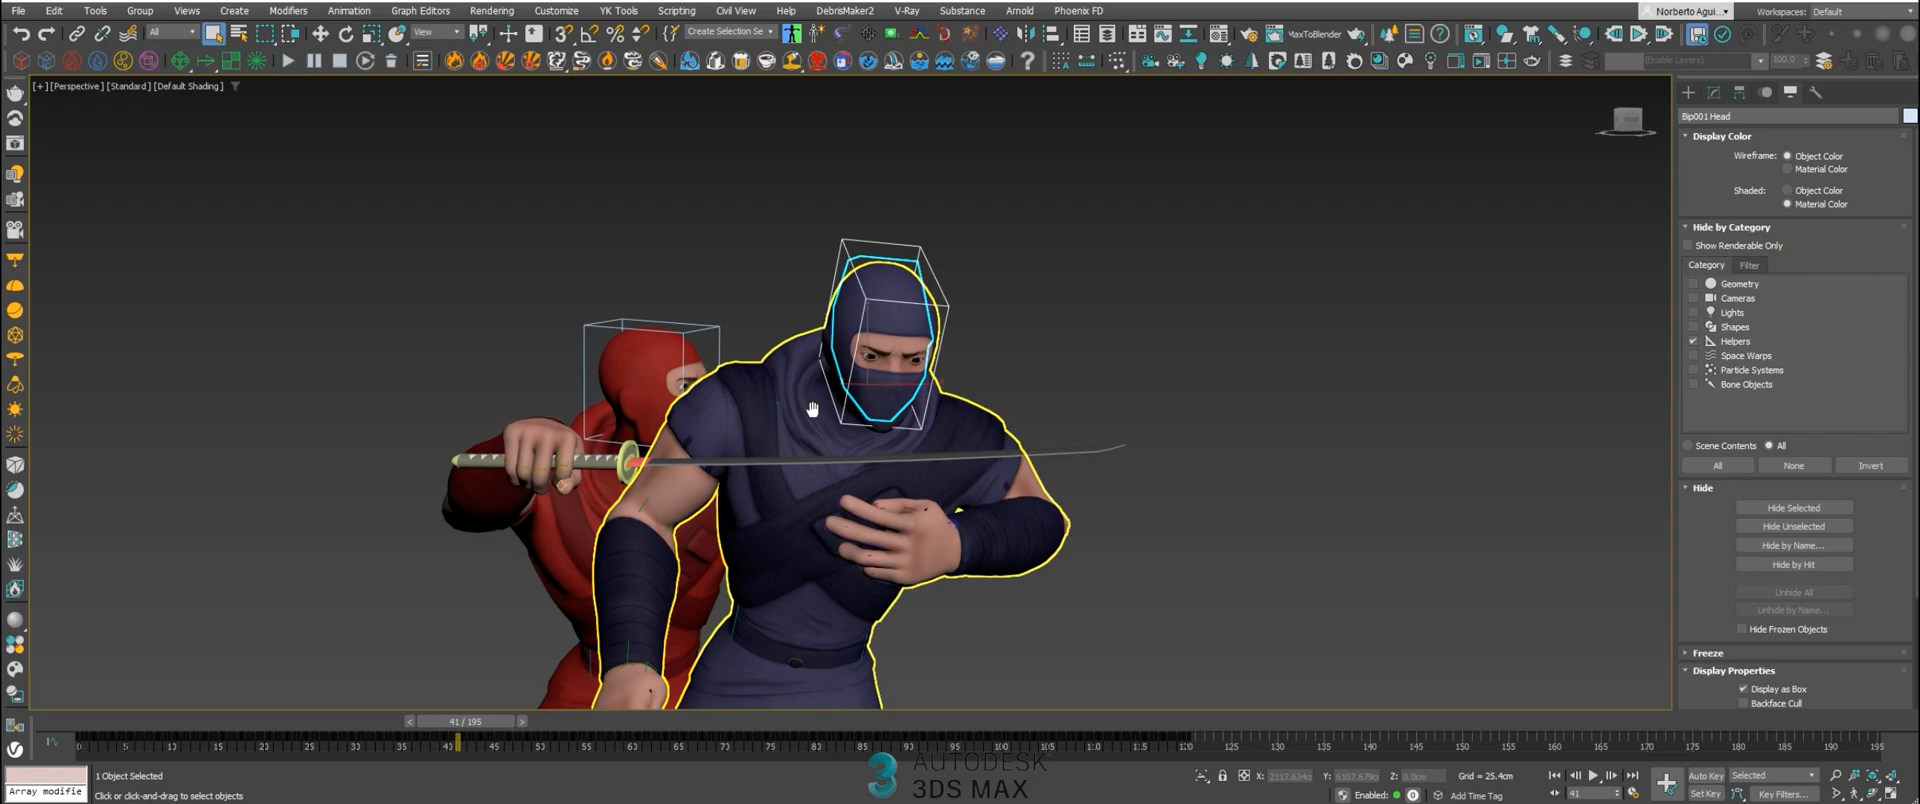 File Edit Tools Group Views Create Modifiers Animation Graph Editors Rendering Customize YK Tools Scripting Civil View Help DebrisMaker2 V-Ray Substance Arnold Phoenix FD Norberto Agui... Workspaces: Default
All View Create Selection Se MaxToBlender
(Enable Layers) 100.0
[+] [Perspective] [Standard] [Default Shading]
Bip001 Head
Display Color
Wireframe: Object Color
Material Color
Shaded: Object Color
Material Color
Hide by Category
Show Renderable Only
Category Filter
Geometry
Cameras
Lights
Shapes
Helpers
Space Warps
Particle Systems
Bone Objects
Scene Contents All
All None Invert
Hide
Hide Selected
Hide Unselected
Hide by Name...
Hide by Hit
Unhide All
Unhide by Name...
Hide Frozen Objects
Freeze
Display Properties
Display as Box
Backface Cull
< 41 / 195 >
0 5 10 15 20 25 30 35 40 45 50 55 60 65 70 75 80 85 90 95 100 105 110 115 120 125 130 135 140 145 150 155 160 165 170 175 180 185 190 195
3 AUTODESK
3DS MAX
1 Object Selected X: 2117.634cm Y: 6107.679cm Z: 0.0cm Grid = 25.4cm Auto Key Selected
Array modifie Click or click-and-drag to select objects Enabled: Add Time Tag 41 Set Key Key Filters...